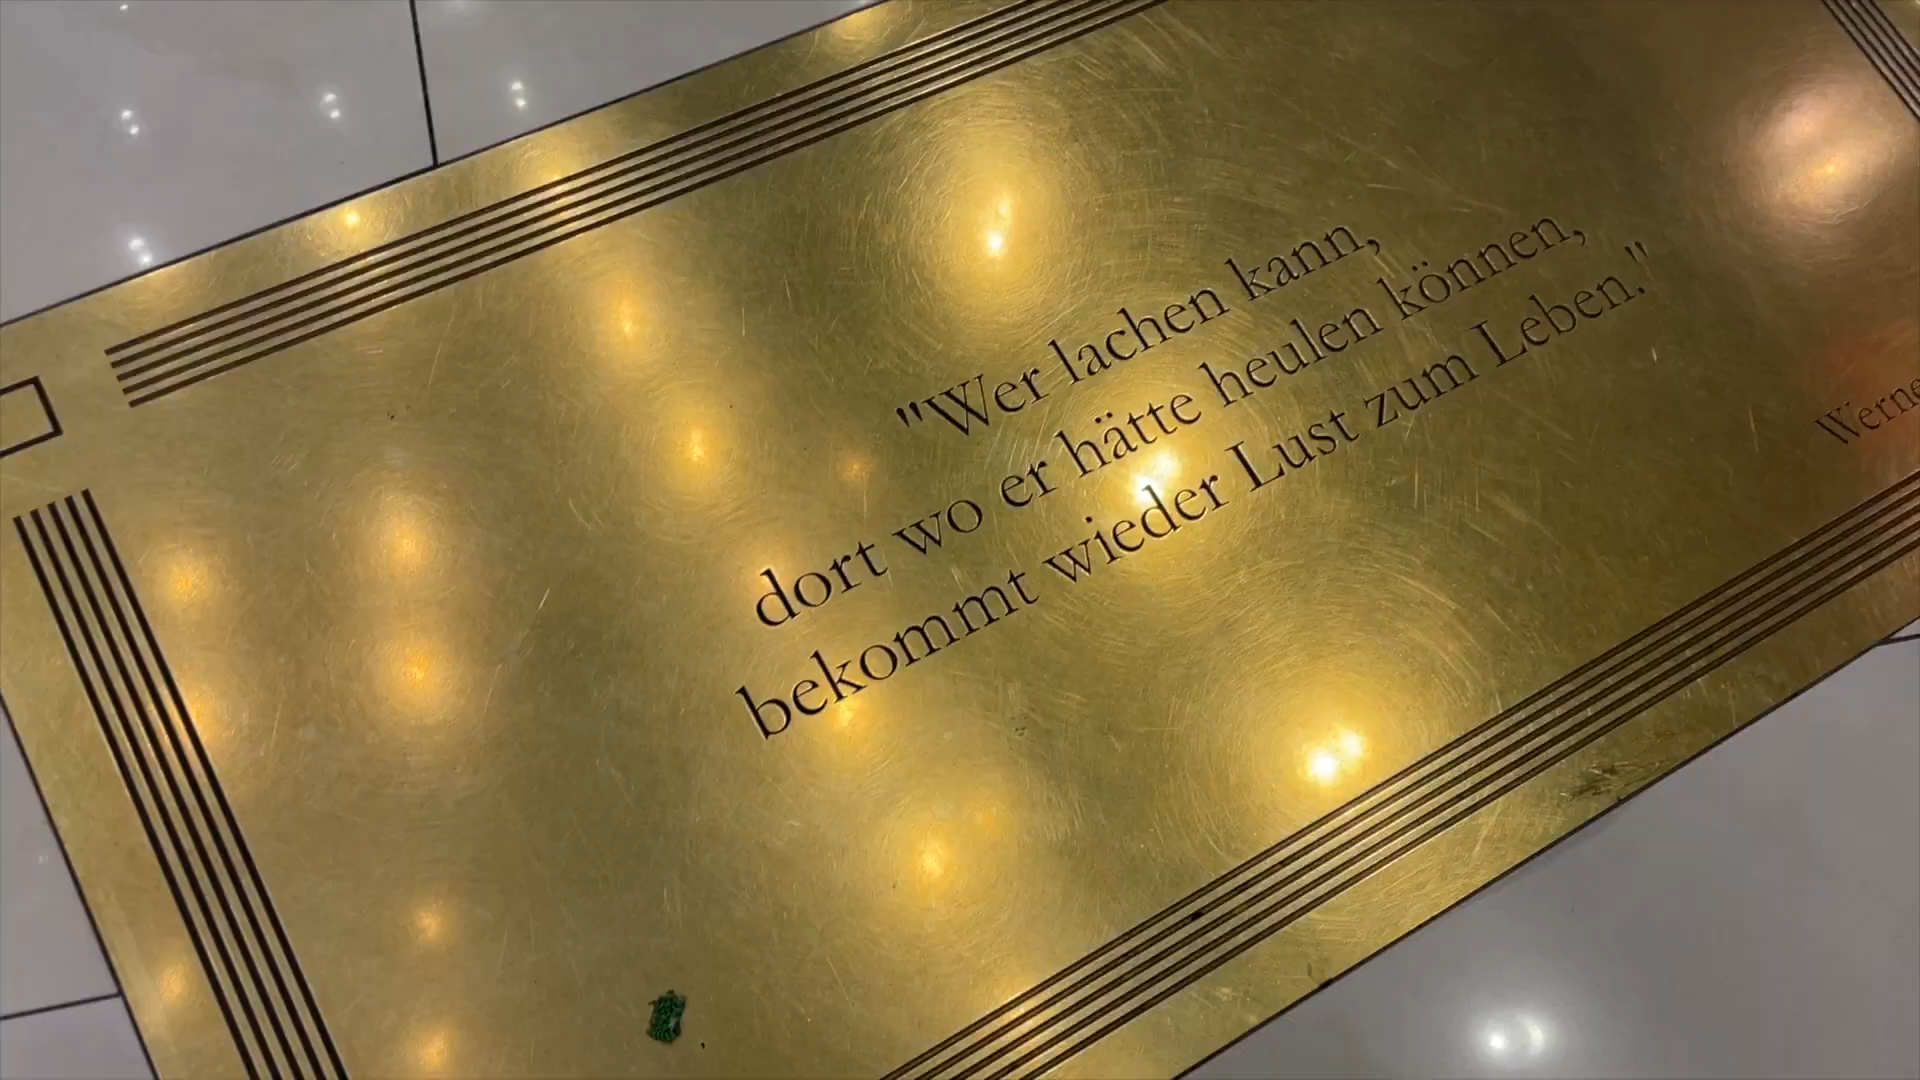 "Wer lachen kann,
dort wo er hätte heulen können,
bekommt wieder Lust zum Leben."
Werne